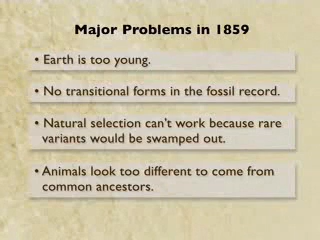 Major Problems in 1859
• Earth is too young.
• No transitional forms in the fossil record.
• Natural selection can't work because rare
variants would be swamped out.
• Animals look too different to come from
common ancestors.